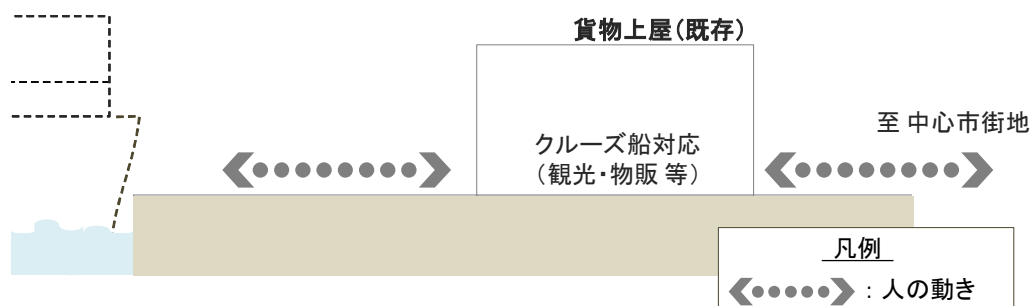 貨物上屋(既存)
至 中心市街地
クルーズ船対応
(観光・物販 等)
凡例
:人の動き